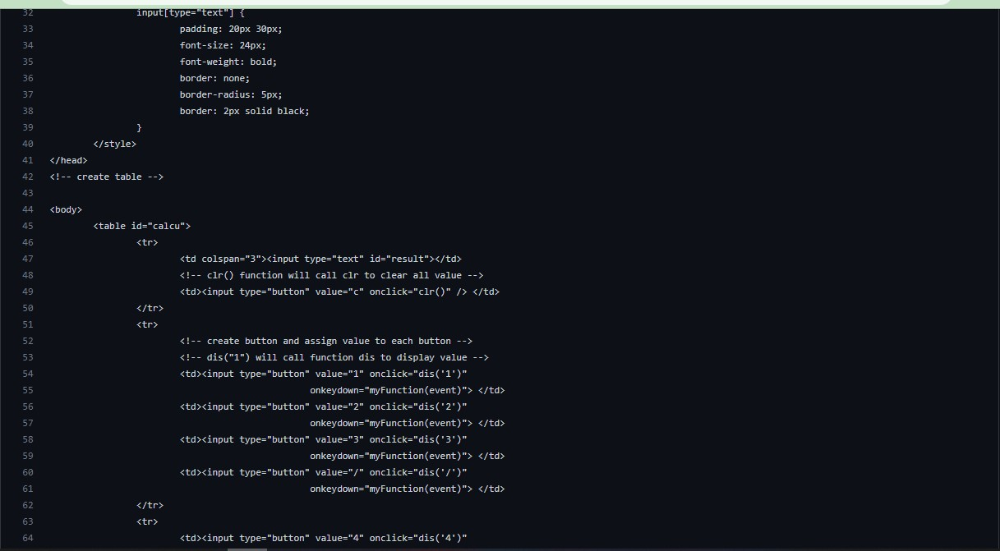 32 input[type="text"] {
33 padding: 20px 30px;
34 font-size: 24px;
35 font-weight: bold;
36 border: none;
37 border-radius: 5px;
38 border: 2px solid black;
39 }
40 </style>
41 </head>
42 <!-- create table -->
43
44 <body>
45 <table id="calcu">
46 <tr>
47 <td colspan="3"><input type="text" id="result"></td>
48 <!-- clr() function will call clr to clear all value -->
49 <td><input type="button" value="c" onclick="clr()" /> </td>
50 </tr>
51 <tr>
52 <!-- create button and assign value to each button -->
53 <!-- dis("1") will call function dis to display value -->
54 <td><input type="button" value="1" onclick="dis('1')"
55 onkeydown="myFunction(event)"> </td>
56 <td><input type="button" value="2" onclick="dis('2')"
57 onkeydown="myFunction(event)"> </td>
58 <td><input type="button" value="3" onclick="dis('3')"
59 onkeydown="myFunction(event)"> </td>
60 <td><input type="button" value="/" onclick="dis('/')"
61 onkeydown="myFunction(event)"> </td>
62 </tr>
63 <tr>
64 <td><input type="button" value="4" onclick="dis('4')"